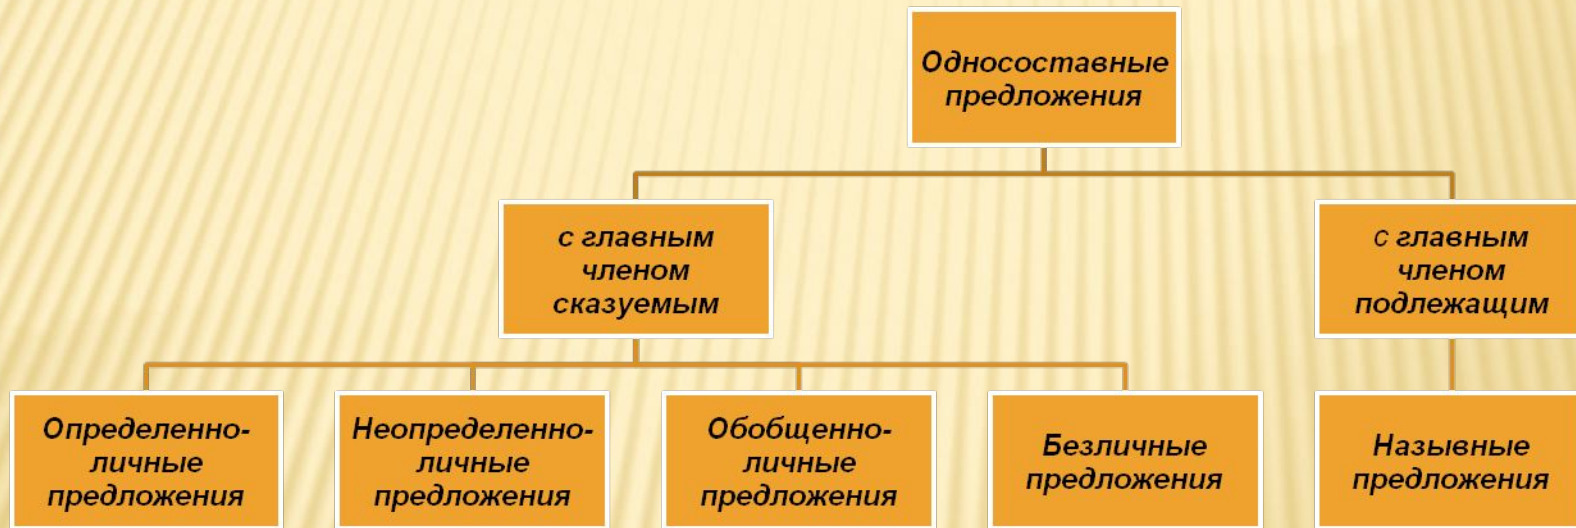 Односоставные
предложения
с главным
членом
сказуемым
с главным
членом
подлежащим
Определенно-
личные
предложения
Неопределенно-
личные
предложения
Обобщенно-
личные
предложения
Безличные
предложения
Назывные
предложения